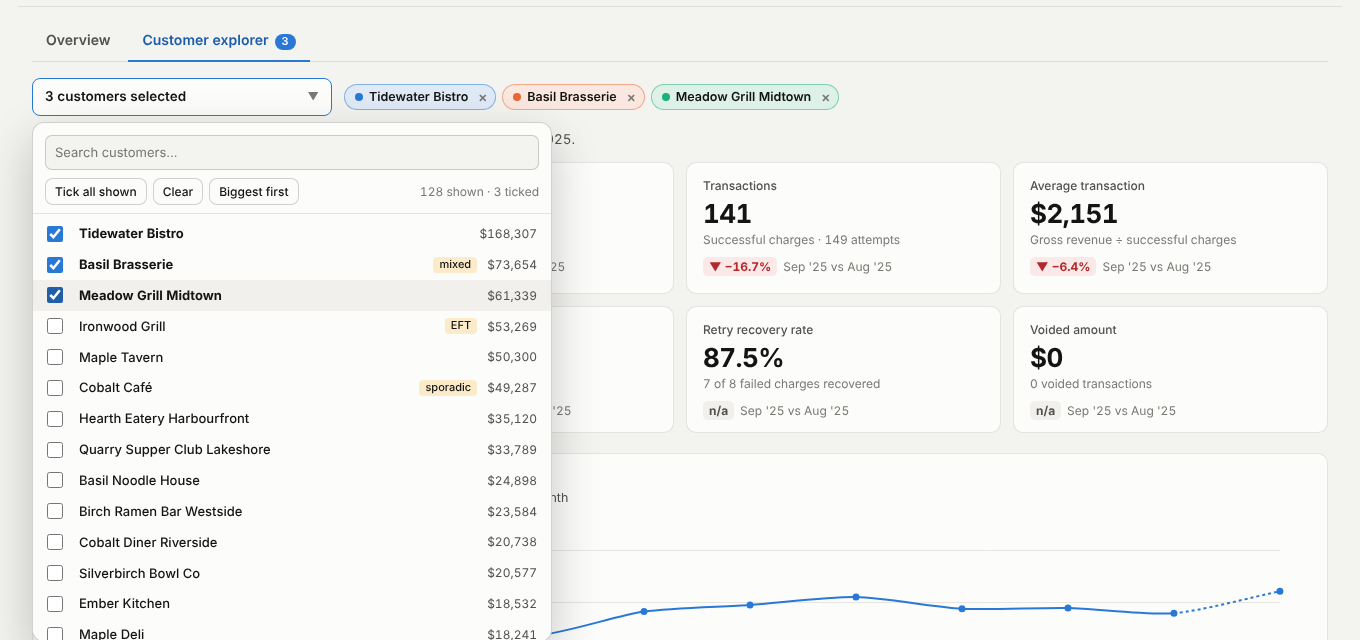 Overview
Customer explorer 3
3 customers selected ▼
Tidewater Bistro ×
Basil Brasserie ×
Meadow Grill Midtown ×
025.
Search customers...
Tick all shown
Clear
Biggest first
128 shown · 3 ticked
Tidewater Bistro $168,307
Basil Brasserie mixed $73,654
Meadow Grill Midtown $61,339
Ironwood Grill EFT $53,269
Maple Tavern $50,300
Cobalt Café sporadic $49,287
Hearth Eatery Harbourfront $35,120
Quarry Supper Club Lakeshore $33,789
Basil Noodle House $24,898
Birch Ramen Bar Westside $23,584
Cobalt Diner Riverside $20,738
Silverbirch Bowl Co $20,577
Ember Kitchen $18,532
Maple Deli $18,241
25
Transactions
141
Successful charges · 149 attempts
▼ −16.7% Sep '25 vs Aug '25
Average transaction
$2,151
Gross revenue ÷ successful charges
▼ −6.4% Sep '25 vs Aug '25
'25
Retry recovery rate
87.5%
7 of 8 failed charges recovered
n/a Sep '25 vs Aug '25
Voided amount
$0
0 voided transactions
n/a Sep '25 vs Aug '25